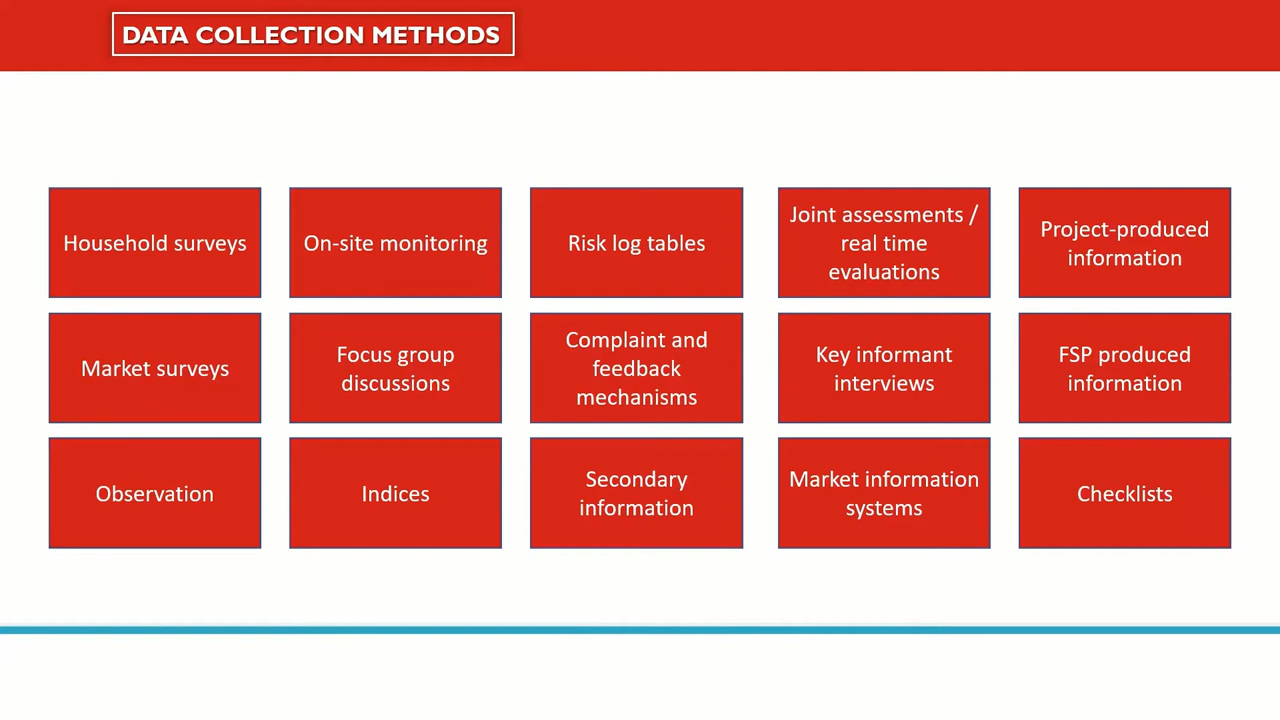 DATA COLLECTION METHODS
Household surveys
On-site monitoring
Risk log tables
Joint assessments /
real time
evaluations
Project-produced
information
Market surveys
Focus group
discussions
Complaint and
feedback
mechanisms
Key informant
interviews
FSP produced
information
Observation
Indices
Secondary
information
Market information
systems
Checklists